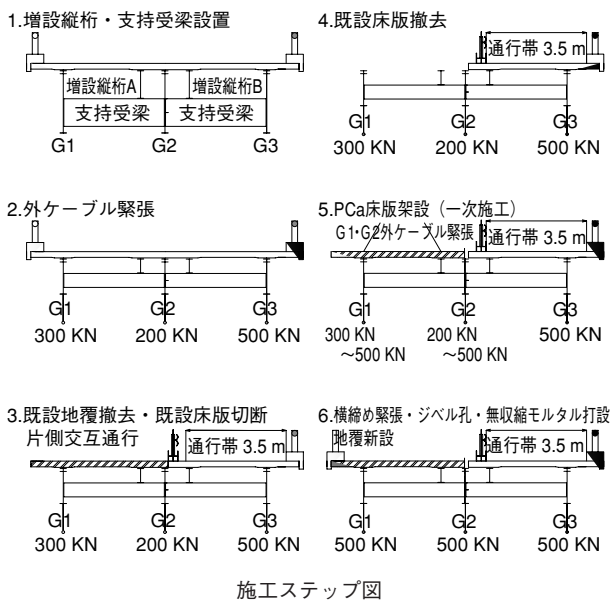 1.増設縦桁・支持受梁設置
増設縦桁A 増設縦桁B
支持受梁 支持受梁
G1 G2 G3
2.外ケーブル緊張
G1 G2 G3
300 KN 200 KN 500 KN
3.既設地覆撤去・既設床版切断
片側交互通行
通行帯 3.5 m
G1 G2 G3
300 KN 200 KN 500 KN
4.既設床版撤去
通行帯 3.5 m
G1 G2 G3
300 KN 200 KN 500 KN
5.PCa床版架設（一次施工）
G1・G2外ケーブル緊張 通行帯 3.5 m
G1 G2 G3
300 KN 200 KN 500 KN
～500 KN ～500 KN
6.横締め緊張・ジベル孔・無収縮モルタル打設
地覆新設 通行帯 3.5 m
G1 G2 G3
500 KN 500 KN 500 KN
施工ステップ図